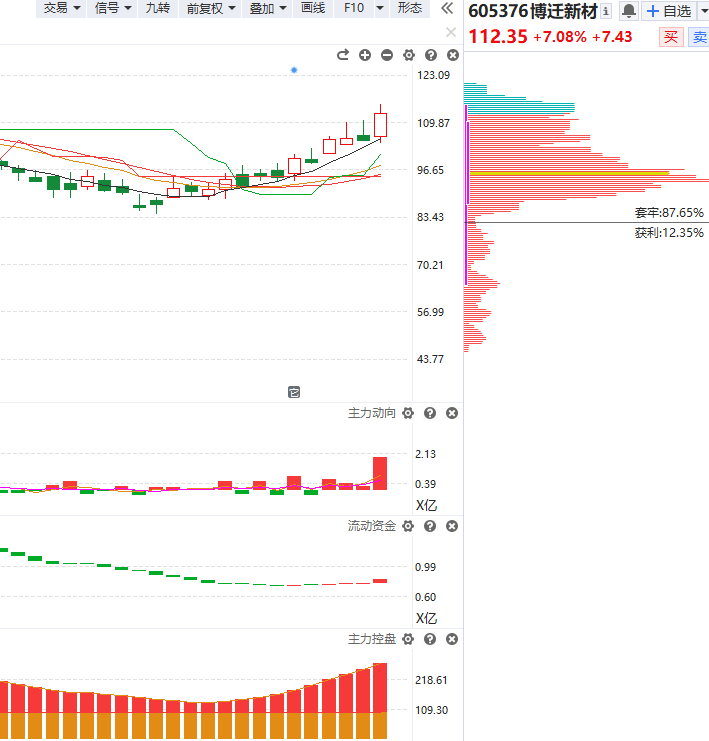 交易 信号 九转 前复权 叠加 画线 F10 形态
605376博迁新材 自选
112.35 +7.08% +7.43 买 卖
123.09
109.87
96.65
83.43
套牢:87.65%
获利:12.35%
70.21
56.99
43.77
主力动向
2.13
0.39
X亿
流动资金
0.99
0.60
X亿
主力控盘
218.61
109.30